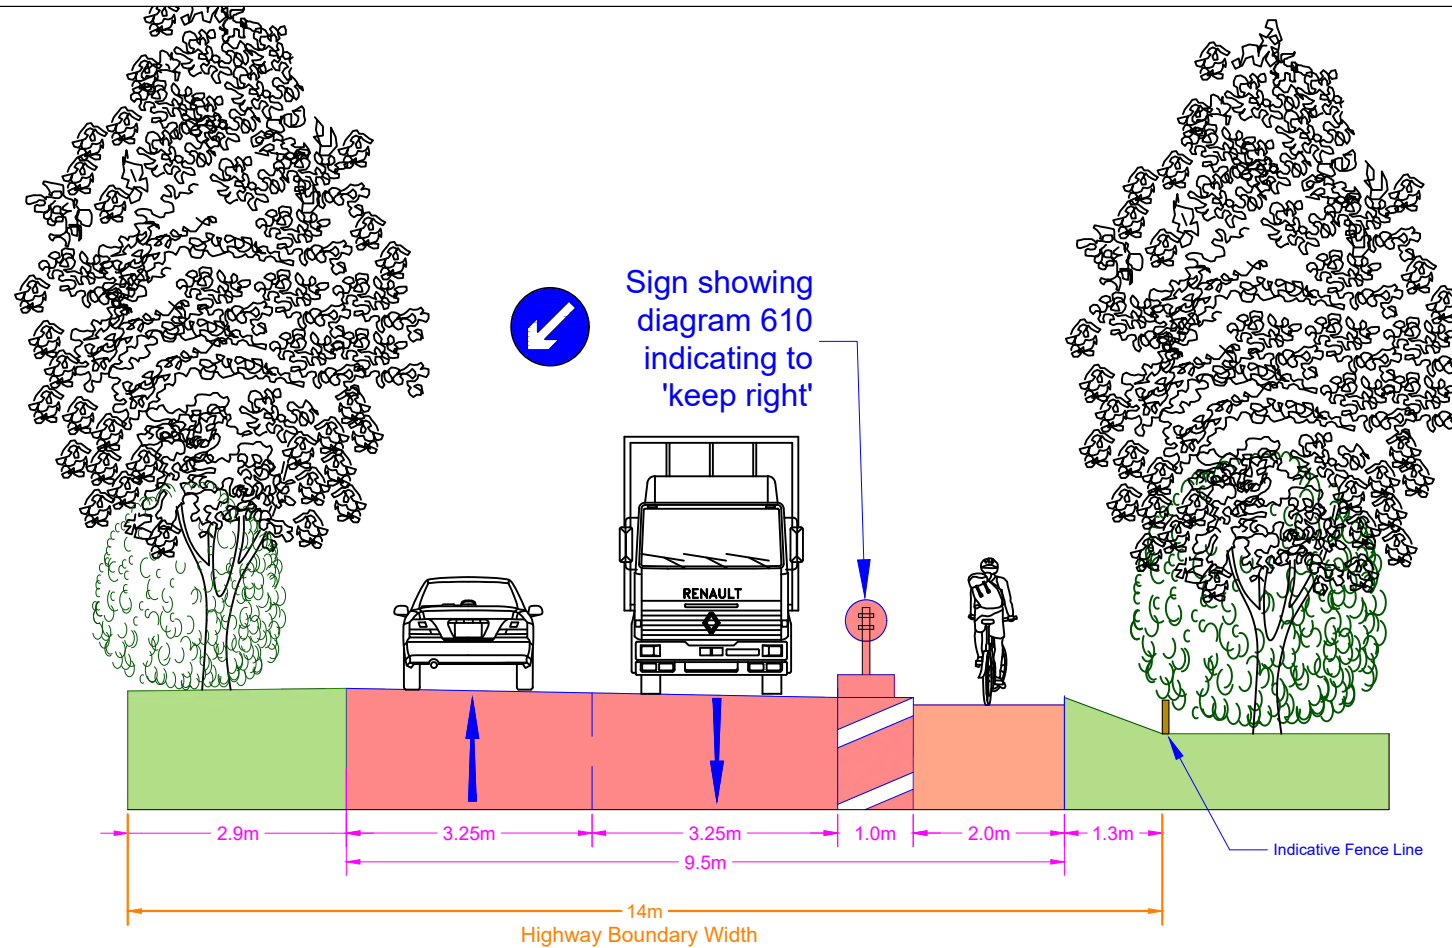 Sign showing
diagram 610
indicating to
'keep right'
RENAULT
2.9m
3.25m
3.25m
1.0m
2.0m
1.3m
9.5m
Indicative Fence Line
14m
Highway Boundary Width